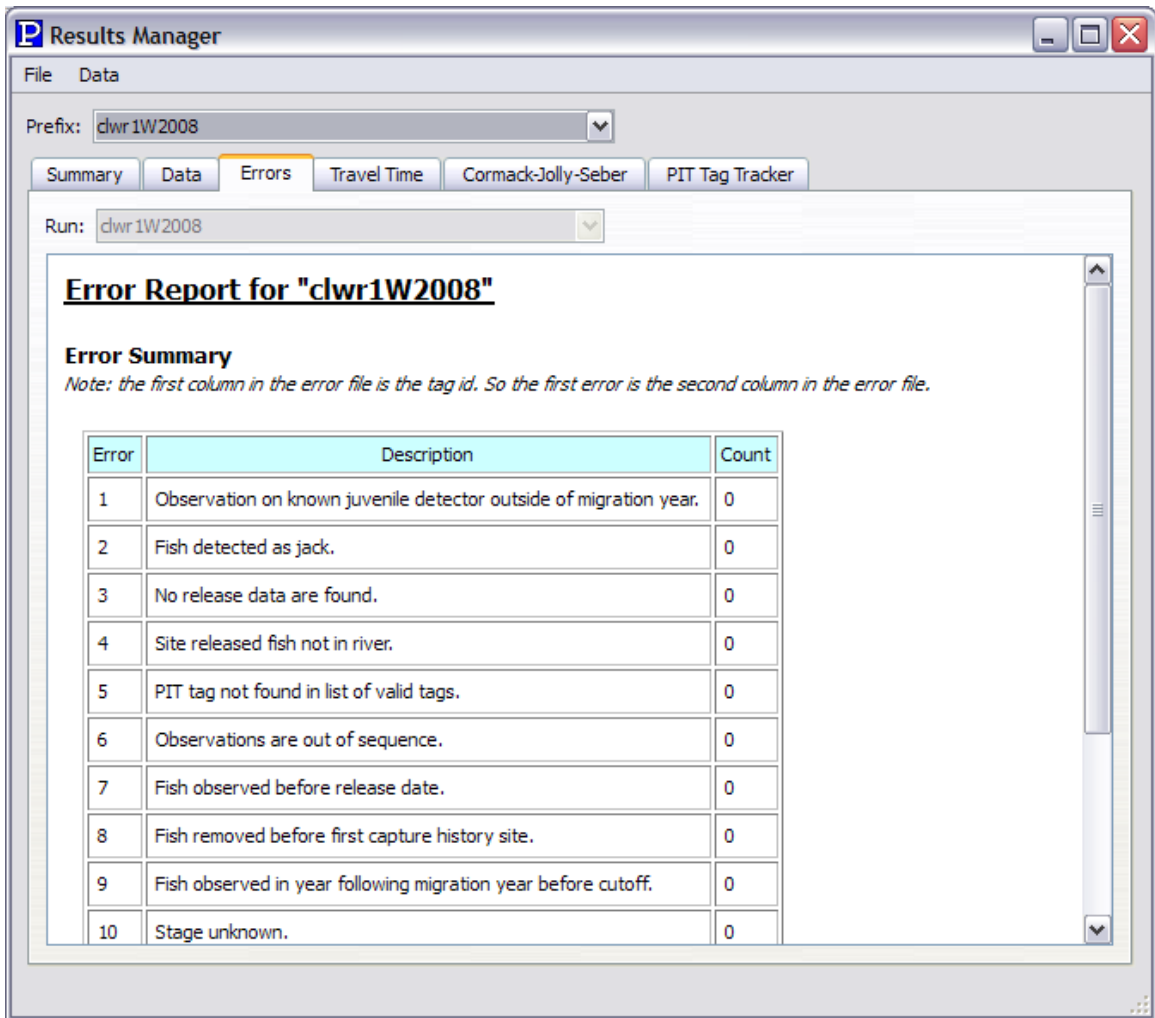 P Results Manager
File Data
Prefix: clwr1W2008
Summary Data Errors Travel Time Cormack-Jolly-Seber PIT Tag Tracker
Run: clwr1W2008
Error Report for "clwr1W2008"
Error Summary
Note: the first column in the error file is the tag id. So the first error is the second column in the error file.
Error Description Count
1 Observation on known juvenile detector outside of migration year. 0
2 Fish detected as jack. 0
3 No release data are found. 0
4 Site released fish not in river. 0
5 PIT tag not found in list of valid tags. 0
6 Observations are out of sequence. 0
7 Fish observed before release date. 0
8 Fish removed before first capture history site. 0
9 Fish observed in year following migration year before cutoff. 0
10 Stage unknown. 0